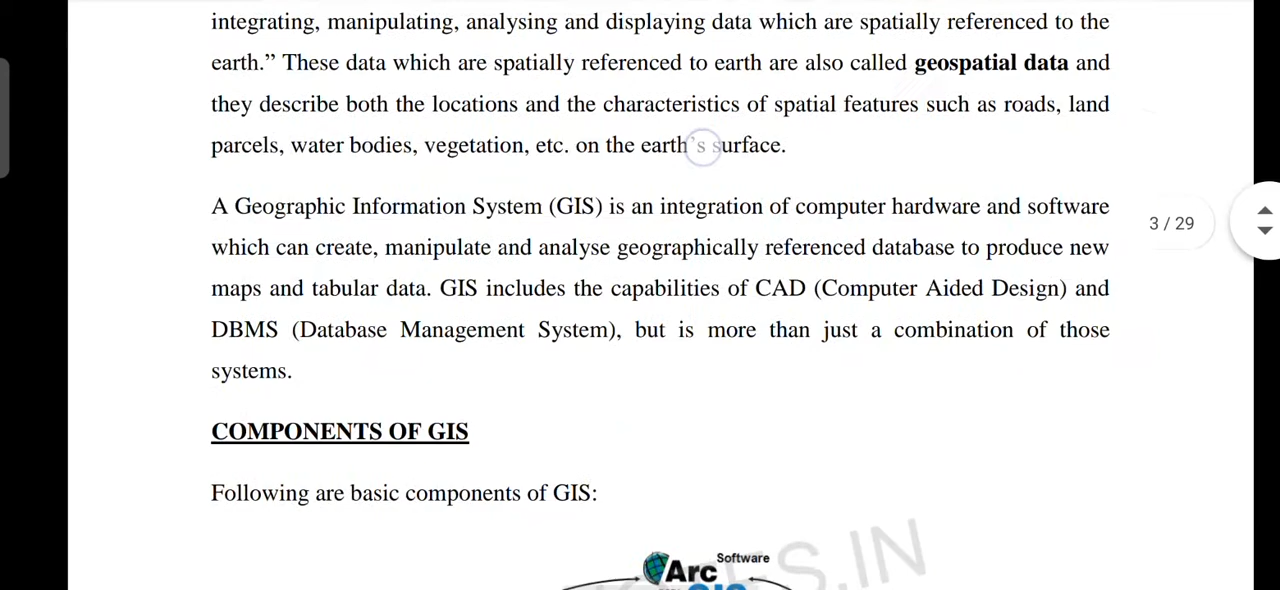 integrating, manipulating, analysing and displaying data which are spatially referenced to the
earth.” These data which are spatially referenced to earth are also called geospatial data and
they describe both the locations and the characteristics of spatial features such as roads, land
parcels, water bodies, vegetation, etc. on the earth's surface.
A Geographic Information System (GIS) is an integration of computer hardware and software
3 / 29
which can create, manipulate and analyse geographically referenced database to produce new
maps and tabular data. GIS includes the capabilities of CAD (Computer Aided Design) and
DBMS (Database Management System), but is more than just a combination of those
systems.
COMPONENTS OF GIS
Following are basic components of GIS:
Software
Arc
S.IN